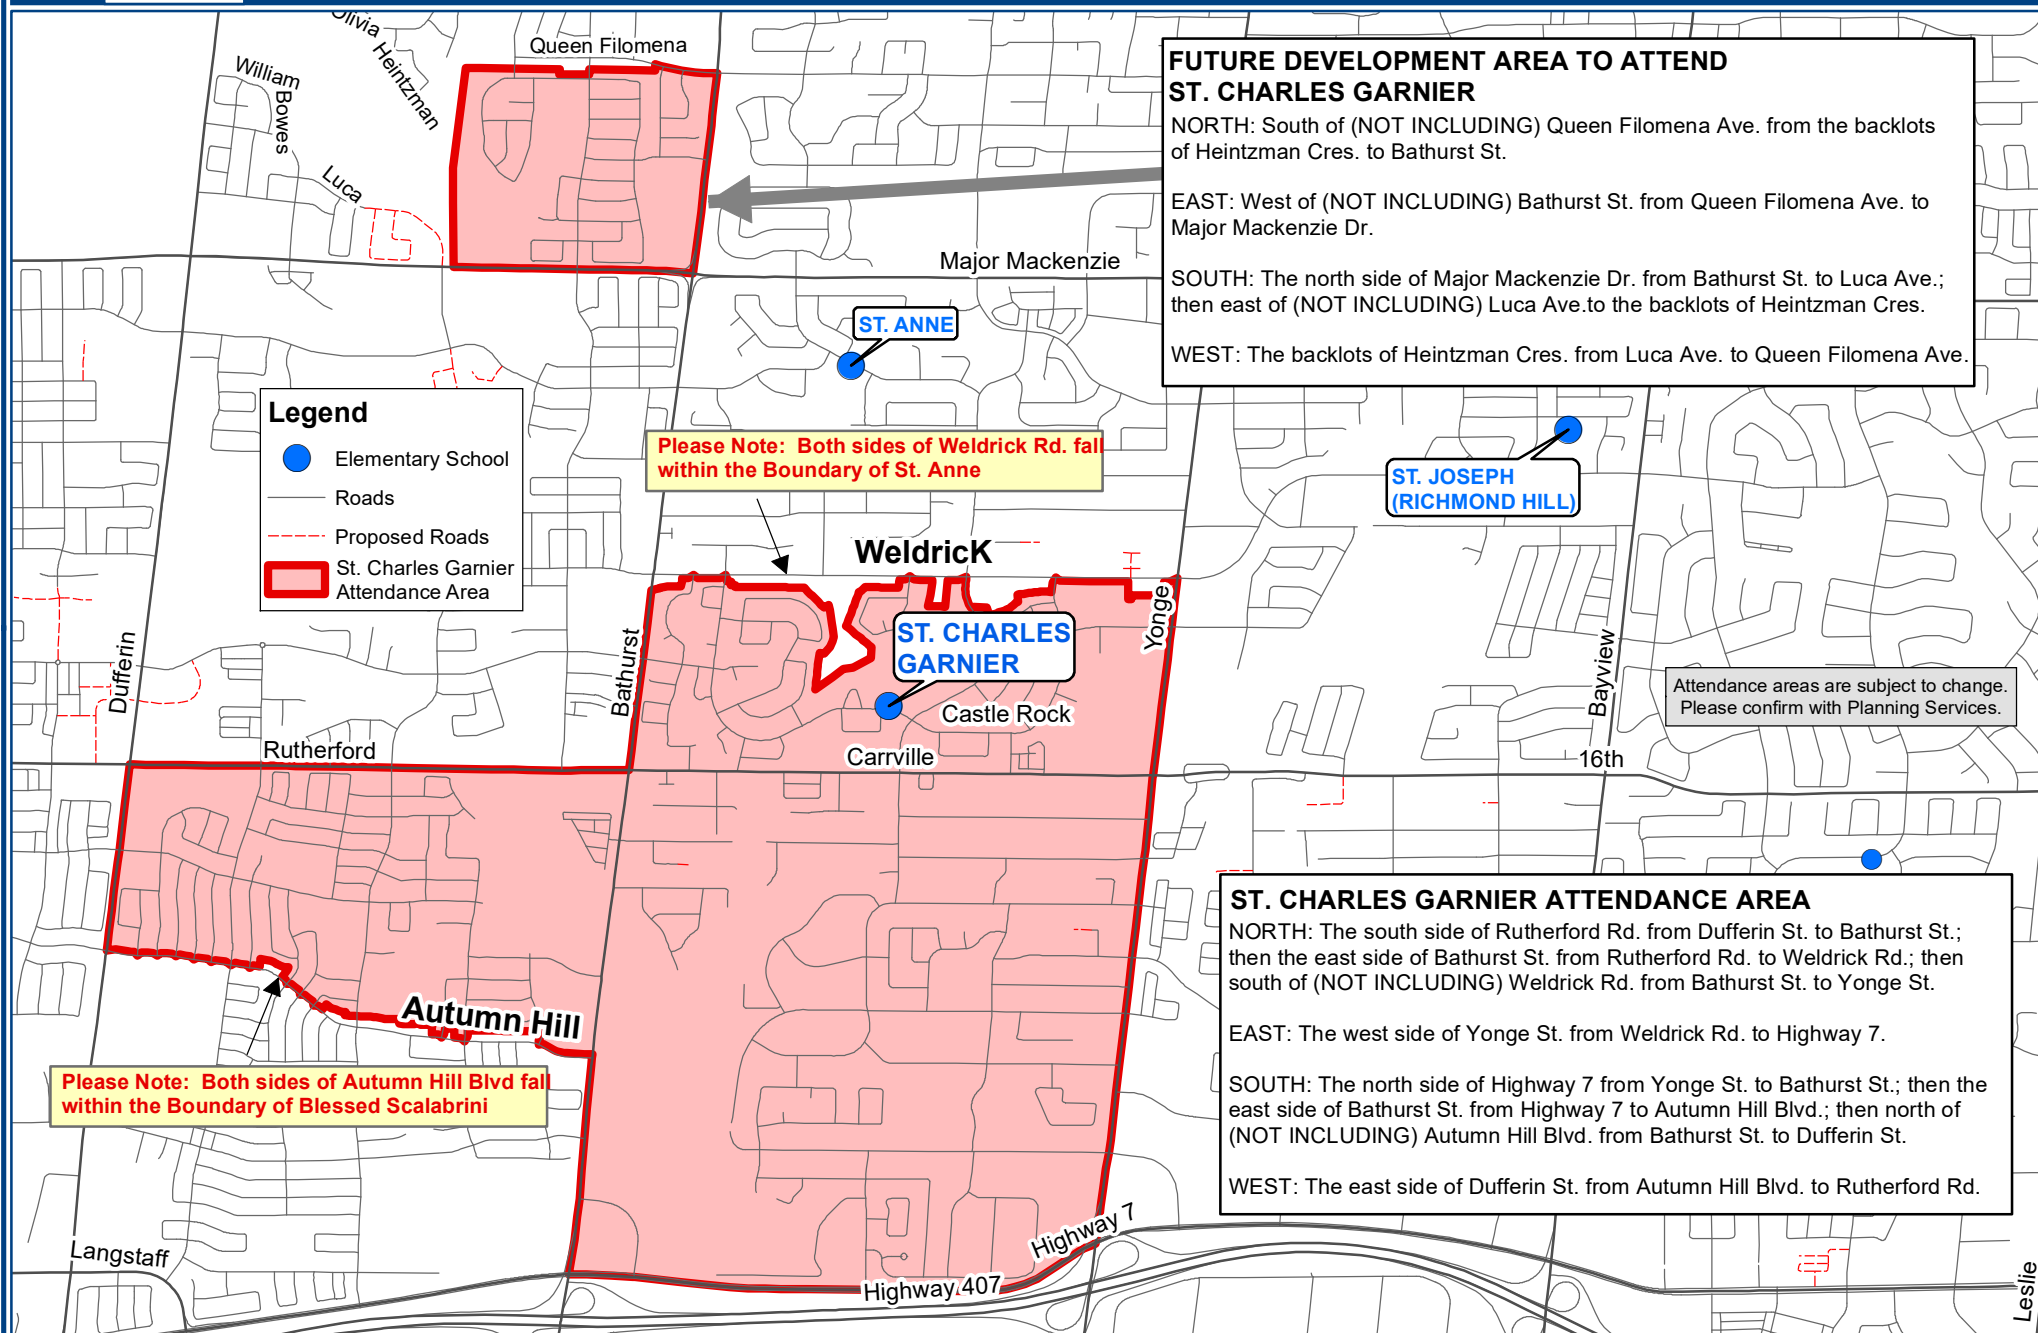 Olivia
Heintzman
Queen Filomena
William
Bowes
Luca
FUTURE DEVELOPMENT AREA TO ATTEND
ST. CHARLES GARNIER
NORTH: South of (NOT INCLUDING) Queen Filomena Ave. from the backlots
of Heintzman Cres. to Bathurst St.
EAST: West of (NOT INCLUDING) Bathurst St. from Queen Filomena Ave. to
Major Mackenzie Dr.
SOUTH: The north side of Major Mackenzie Dr. from Bathurst St. to Luca Ave.;
then east of (NOT INCLUDING) Luca Ave.to the backlots of Heintzman Cres.
WEST: The backlots of Heintzman Cres. from Luca Ave. to Queen Filomena Ave.
Major Mackenzie
ST. ANNE
Legend
Elementary School
Roads
Proposed Roads
St. Charles Garnier
Attendance Area
Please Note: Both sides of Weldrick Rd. fall
within the Boundary of St. Anne
ST. JOSEPH
(RICHMOND HILL)
WeldricK
ST. CHARLES
GARNIER
Yonge
Dufferin
Bathurst
Bayview
Attendance areas are subject to change.
Please confirm with Planning Services.
Castle Rock
Rutherford
Carrville
16th
ST. CHARLES GARNIER ATTENDANCE AREA
NORTH: The south side of Rutherford Rd. from Dufferin St. to Bathurst St.;
then the east side of Bathurst St. from Rutherford Rd. to Weldrick Rd.; then
south of (NOT INCLUDING) Weldrick Rd. from Bathurst St. to Yonge St.
EAST: The west side of Yonge St. from Weldrick Rd. to Highway 7.
SOUTH: The north side of Highway 7 from Yonge St. to Bathurst St.; then the
east side of Bathurst St. from Highway 7 to Autumn Hill Blvd.; then north of
(NOT INCLUDING) Autumn Hill Blvd. from Bathurst St. to Dufferin St.
WEST: The east side of Dufferin St. from Autumn Hill Blvd. to Rutherford Rd.
Autumn Hill
Please Note: Both sides of Autumn Hill Blvd fall
within the Boundary of Blessed Scalabrini
Langstaff
Highway 7
Highway 407
Leslie